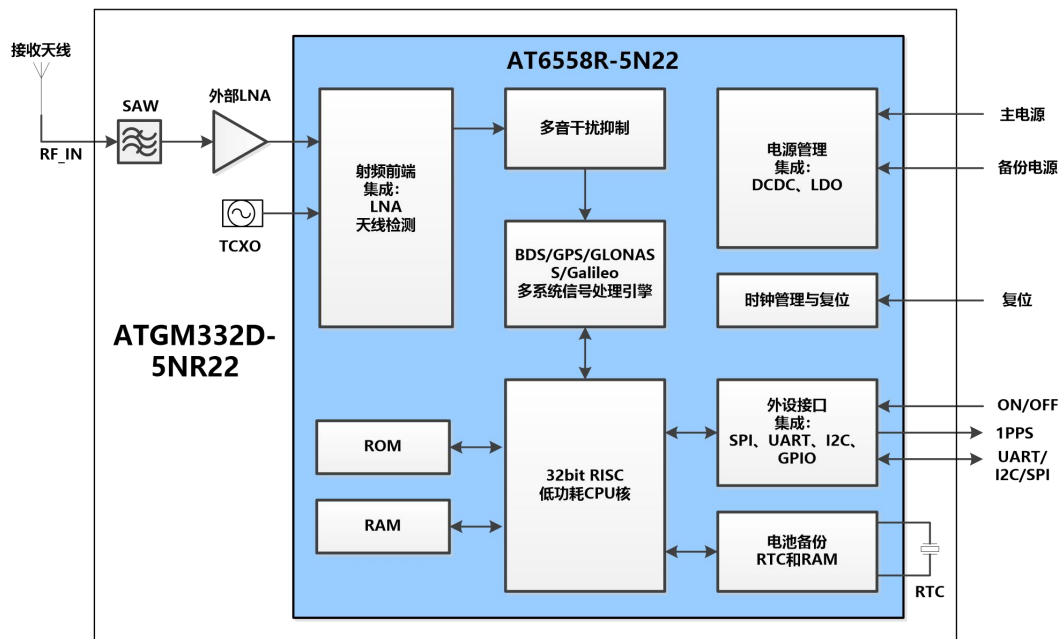 接收天线
RF_IN
SAW
外部LNA
TCXO
ATGM332D-
5NR22
AT6558R-5N22
射频前端
集成：
LNA
天线检测
多音干扰抑制
BDS/GPS/GLONAS
S/Galileo
多系统信号处理引擎
电源管理
集成：
DCDC、LDO
主电源
备份电源
时钟管理与复位
复位
ROM
RAM
32bit RISC
低功耗CPU核
外设接口
集成：
SPI、UART、I2C、
GPIO
ON/OFF
1PPS
UART/
I2C/SPI
电池备份
RTC和RAM
RTC